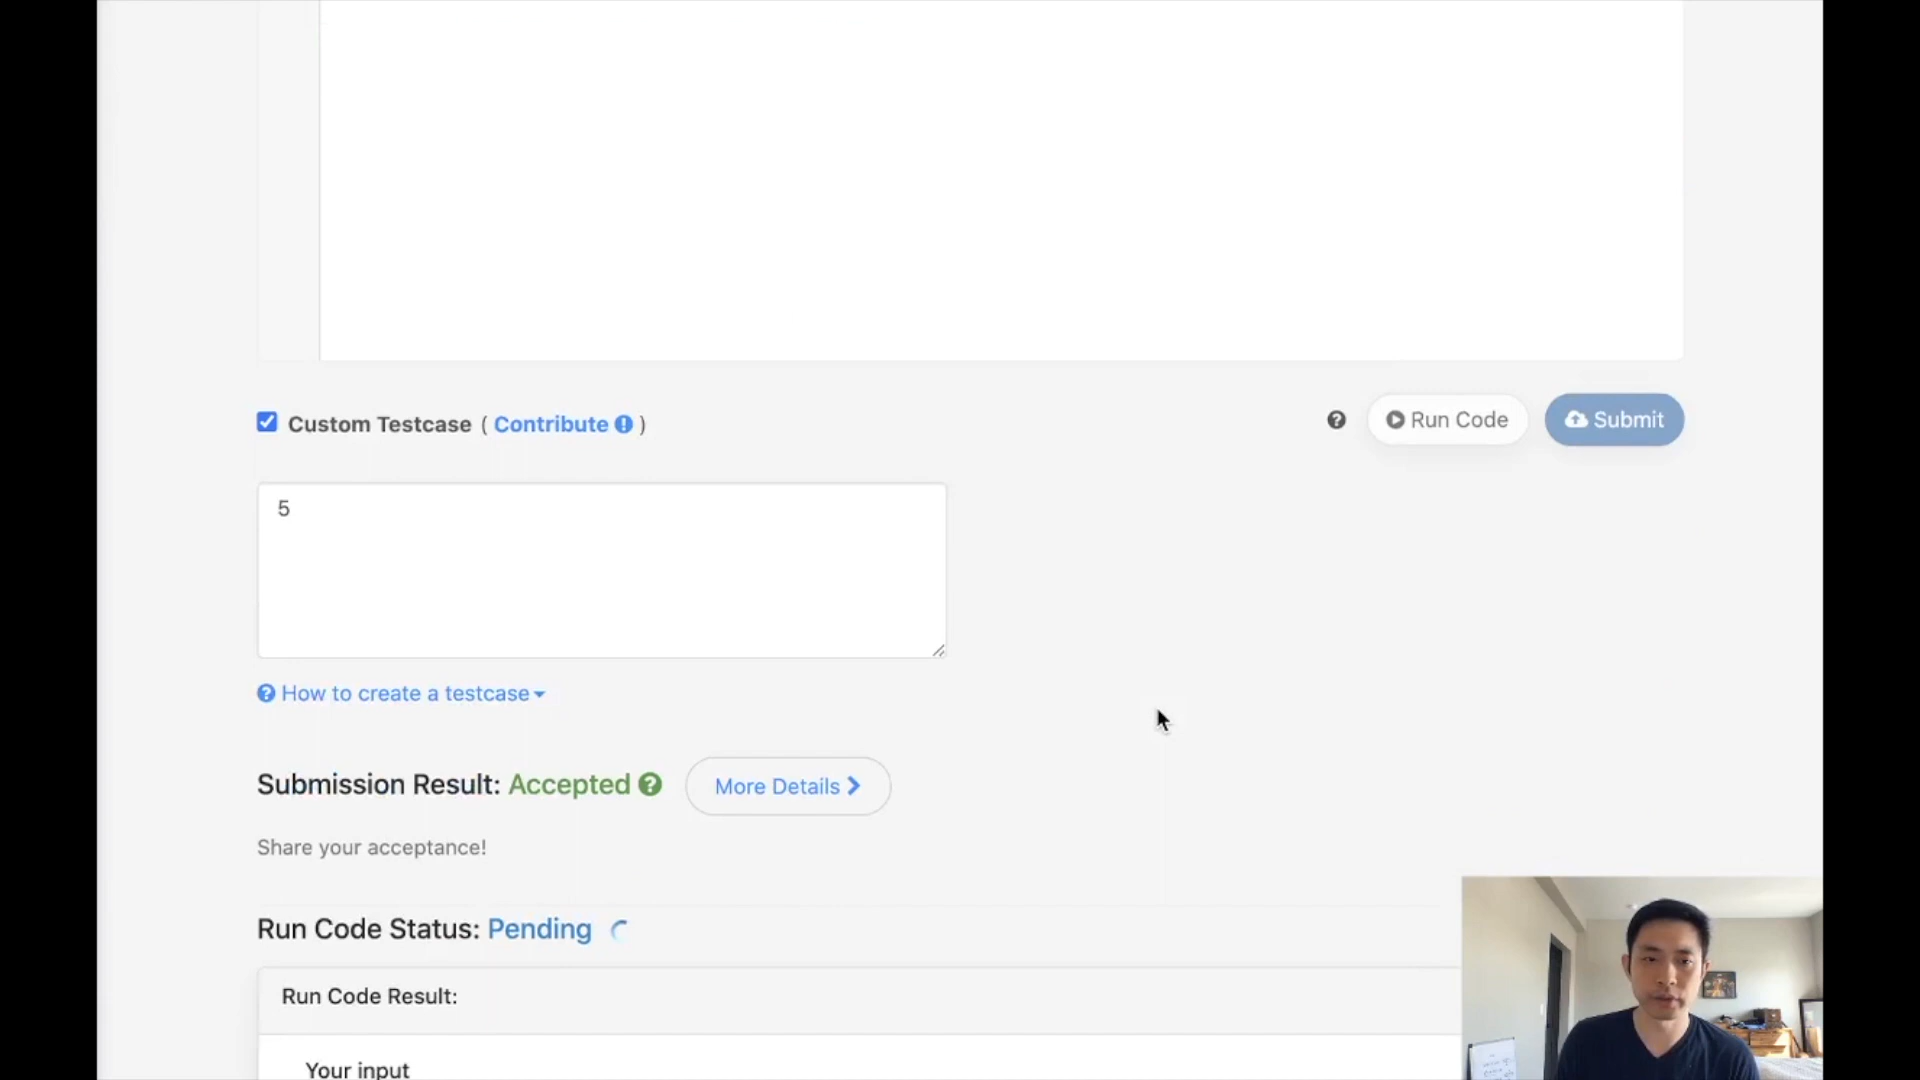 Custom Testcase ( Contribute )
Run Code
Submit
5
How to create a testcase
Submission Result: Accepted
More Details
Share your acceptance!
Run Code Status: Pending
Run Code Result:
Your input